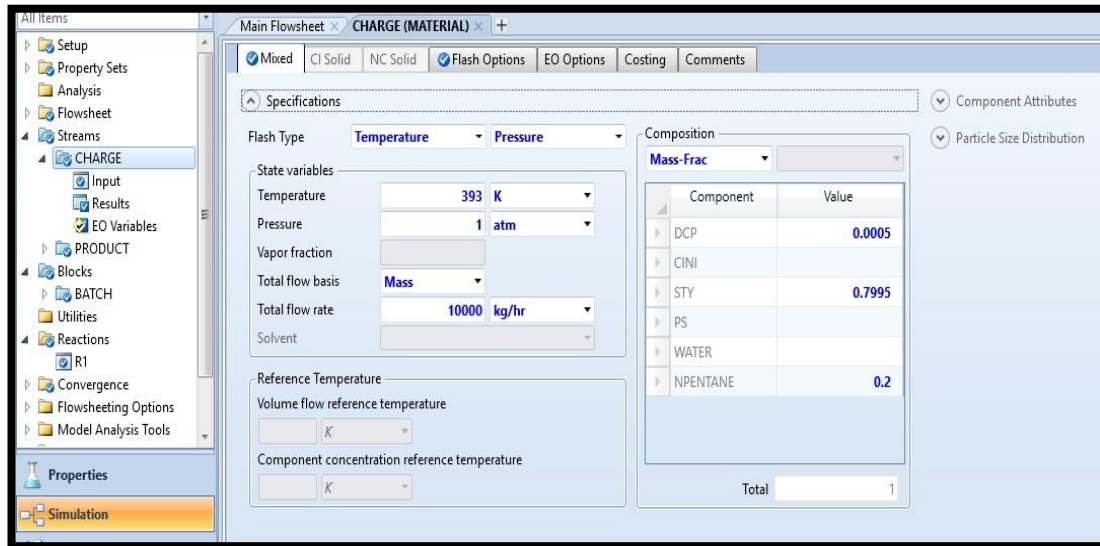 All Items
Setup
Property Sets
Analysis
Flowsheet
Streams
CHARGE
Input
Results
EO Variables
PRODUCT
Blocks
BATCH
Utilities
Reactions
R1
Convergence
Flowsheeting Options
Model Analysis Tools
Properties
Simulation
Main Flowsheet × CHARGE (MATERIAL) × +
Mixed CI Solid NC Solid Flash Options EO Options Costing Comments
Specifications
Flash Type Temperature Pressure
State variables
Temperature 393 K
Pressure 1 atm
Vapor fraction
Total flow basis Mass
Total flow rate 10000 kg/hr
Solvent
Reference Temperature
Volume flow reference temperature
K
Component concentration reference temperature
K
Composition
Mass-Frac
Component Value
DCP 0.0005
CINI
STY 0.7995
PS
WATER
NPENTANE 0.2
Total 1
Component Attributes
Particle Size Distribution